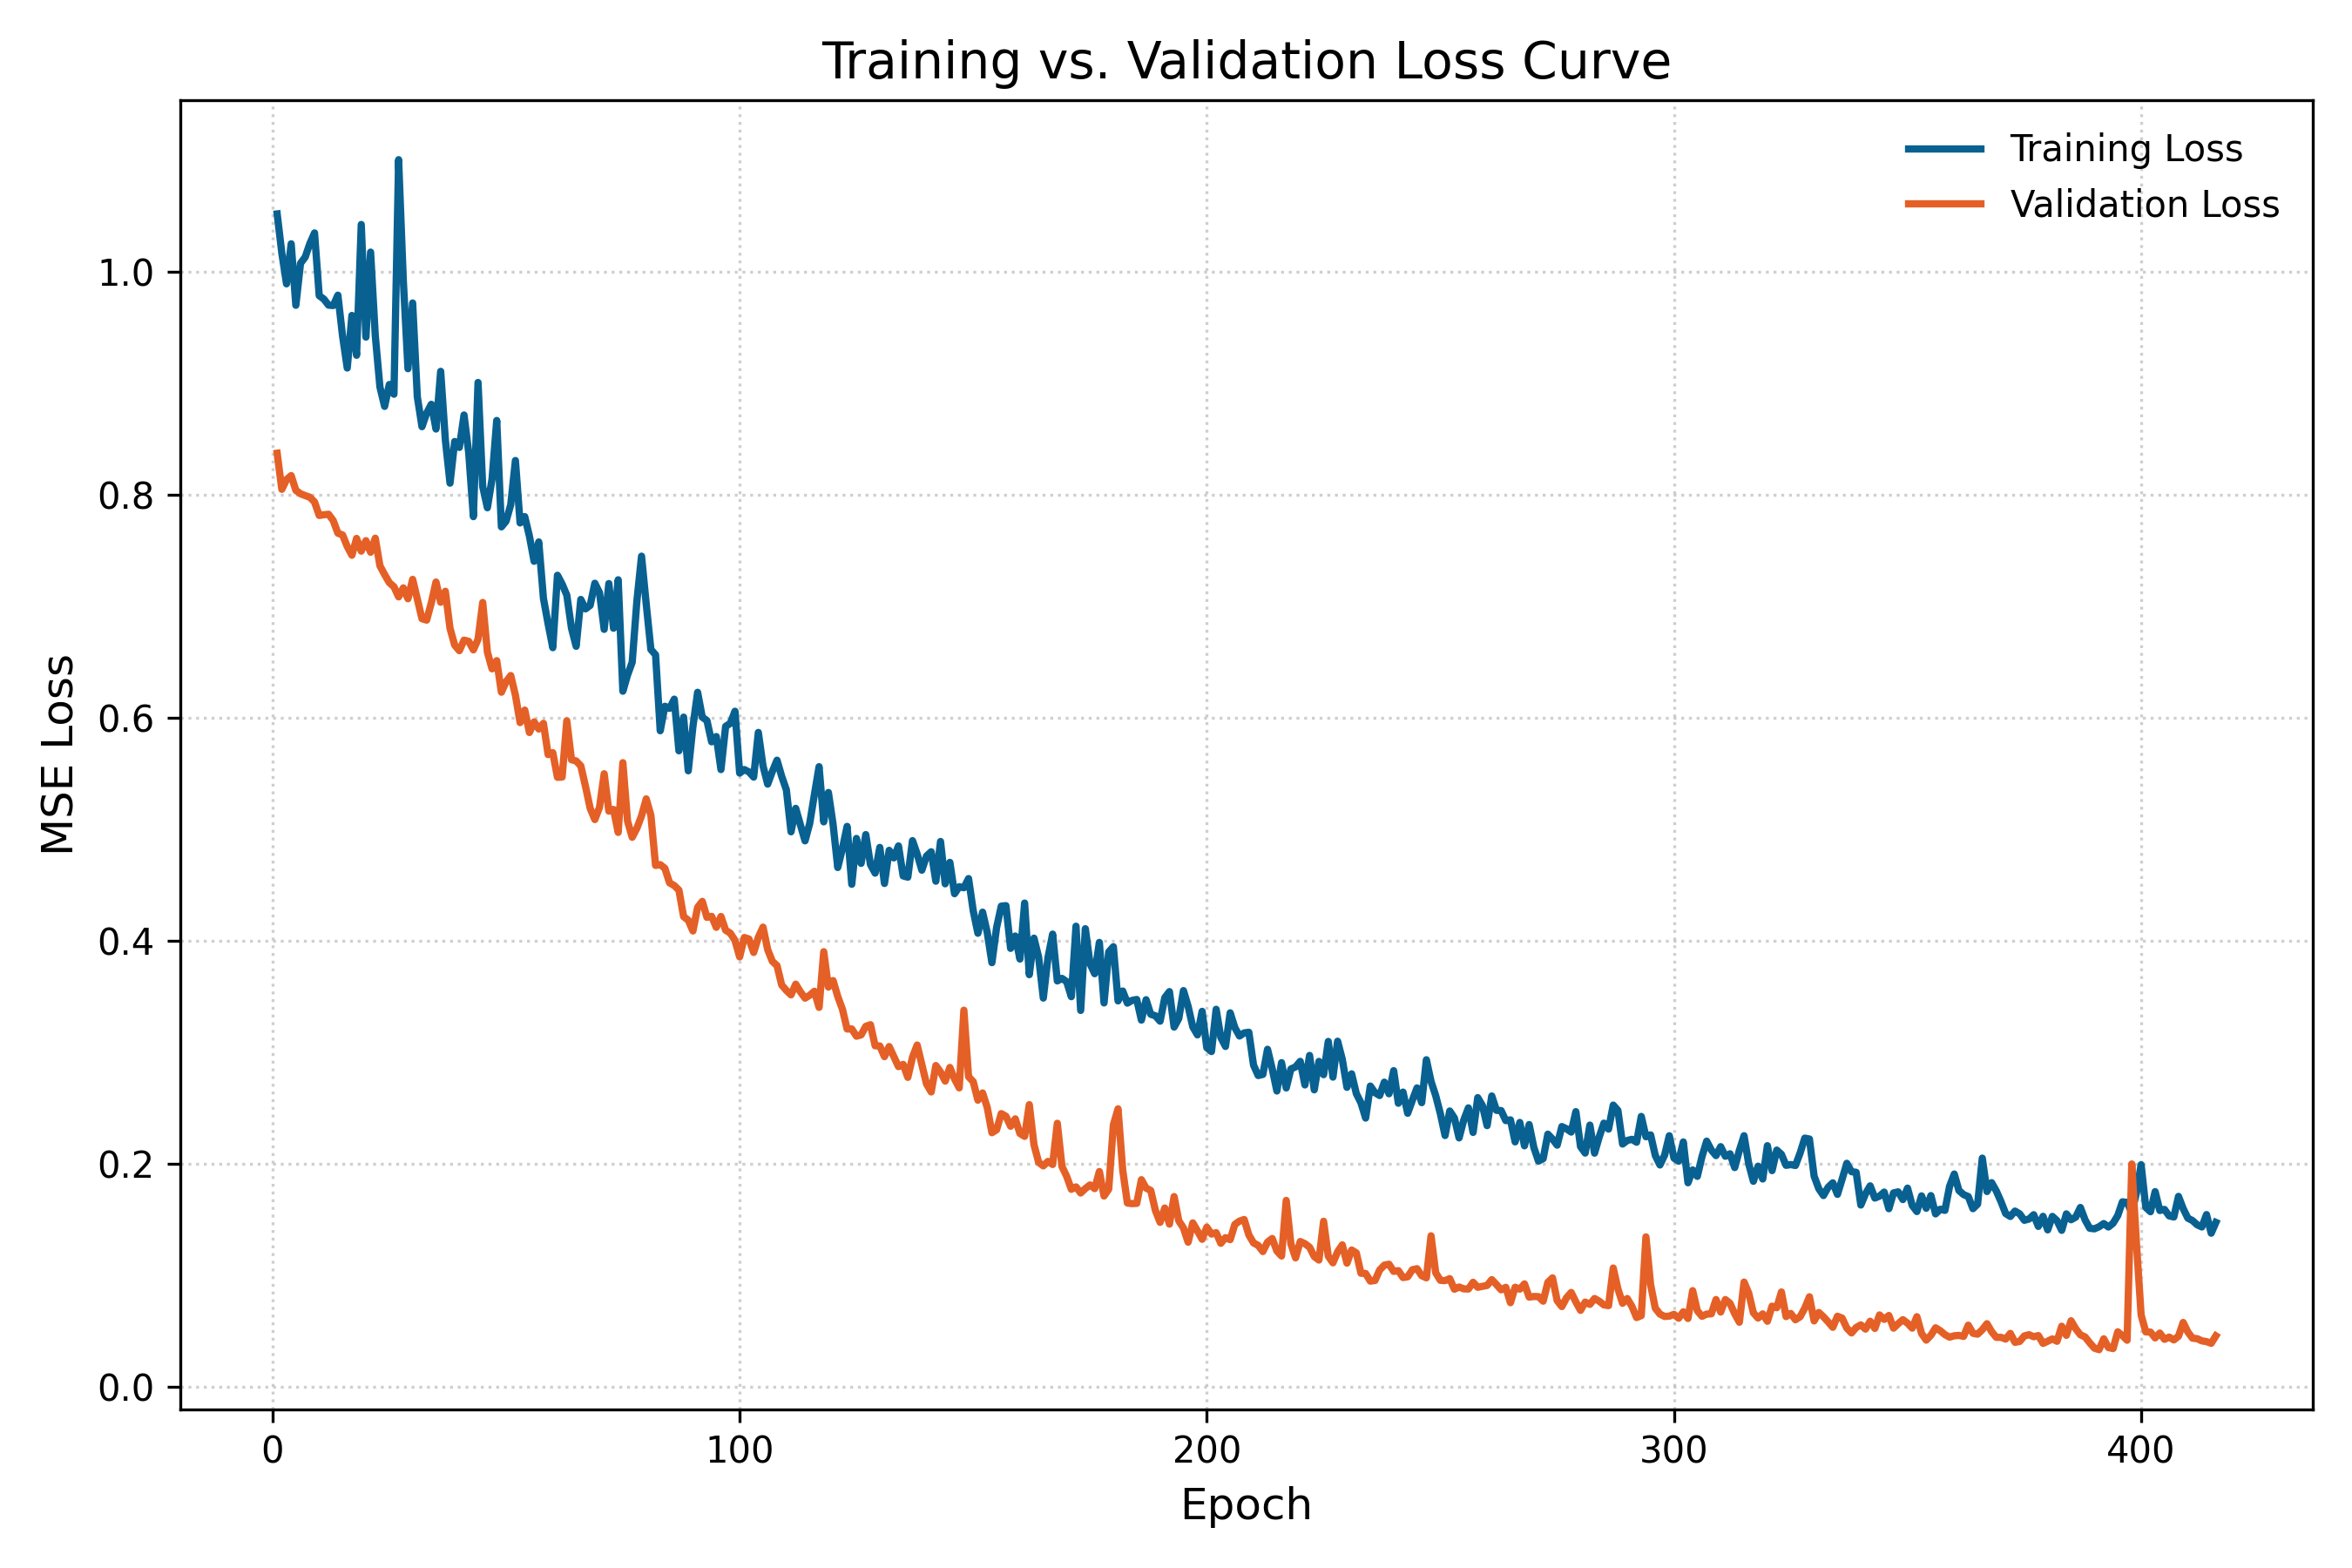 Training vs. Validation Loss Curve
Training Loss
Validation Loss
1.0
0.8
0.6
0.4
0.2
0.0
MSE Loss
0 100 200 300 400
Epoch